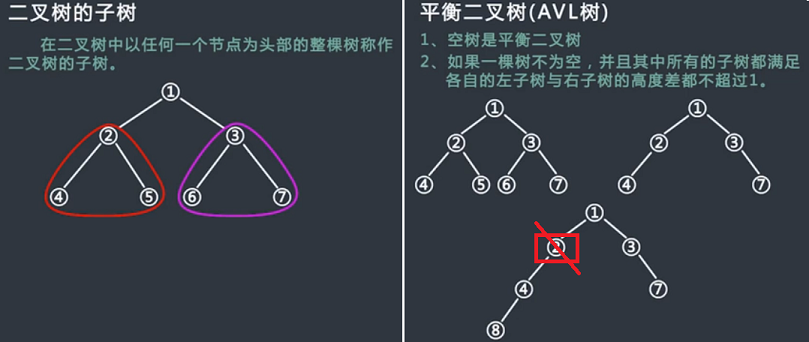 二叉树的子树
在二叉树中以任何一个节点为头部的整棵树称作
二叉树的子树。
①
② ③
④ ⑤ ⑥ ⑦
平衡二叉树(AVL树)
1、空树是平衡二叉树
2、如果一棵树不为空，并且其中所有的子树都满足
各自的左子树与右子树的高度差都不超过1。
① ①
② ③ ② ③
④ ⑤ ⑥ ⑦ ④ ⑦
①
② ③
④ ⑦
⑧